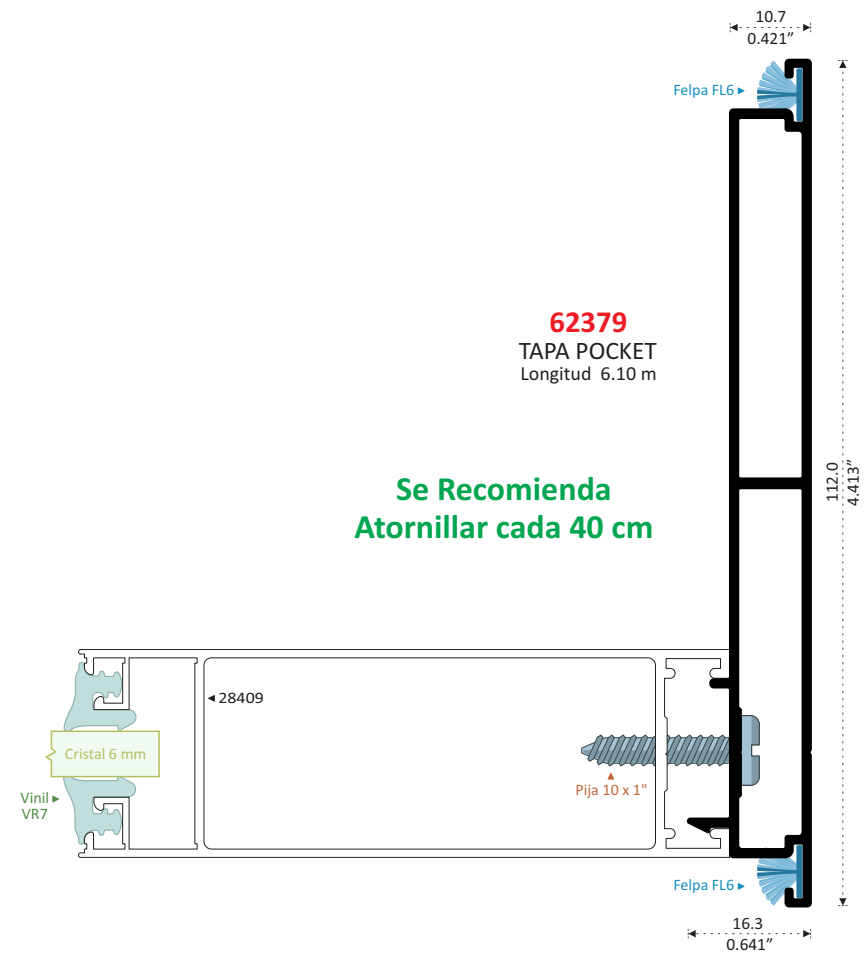 10.7
0.421”
Felpa FL6
62379
TAPA POCKET
Longitud 6.10 m
112.0
4.413”
Se Recomienda
Atornillar cada 40 cm
28409
Cristal 6 mm
Pija 10 x 1"
Vinil
VR7
Felpa FL6
16.3
0.641”